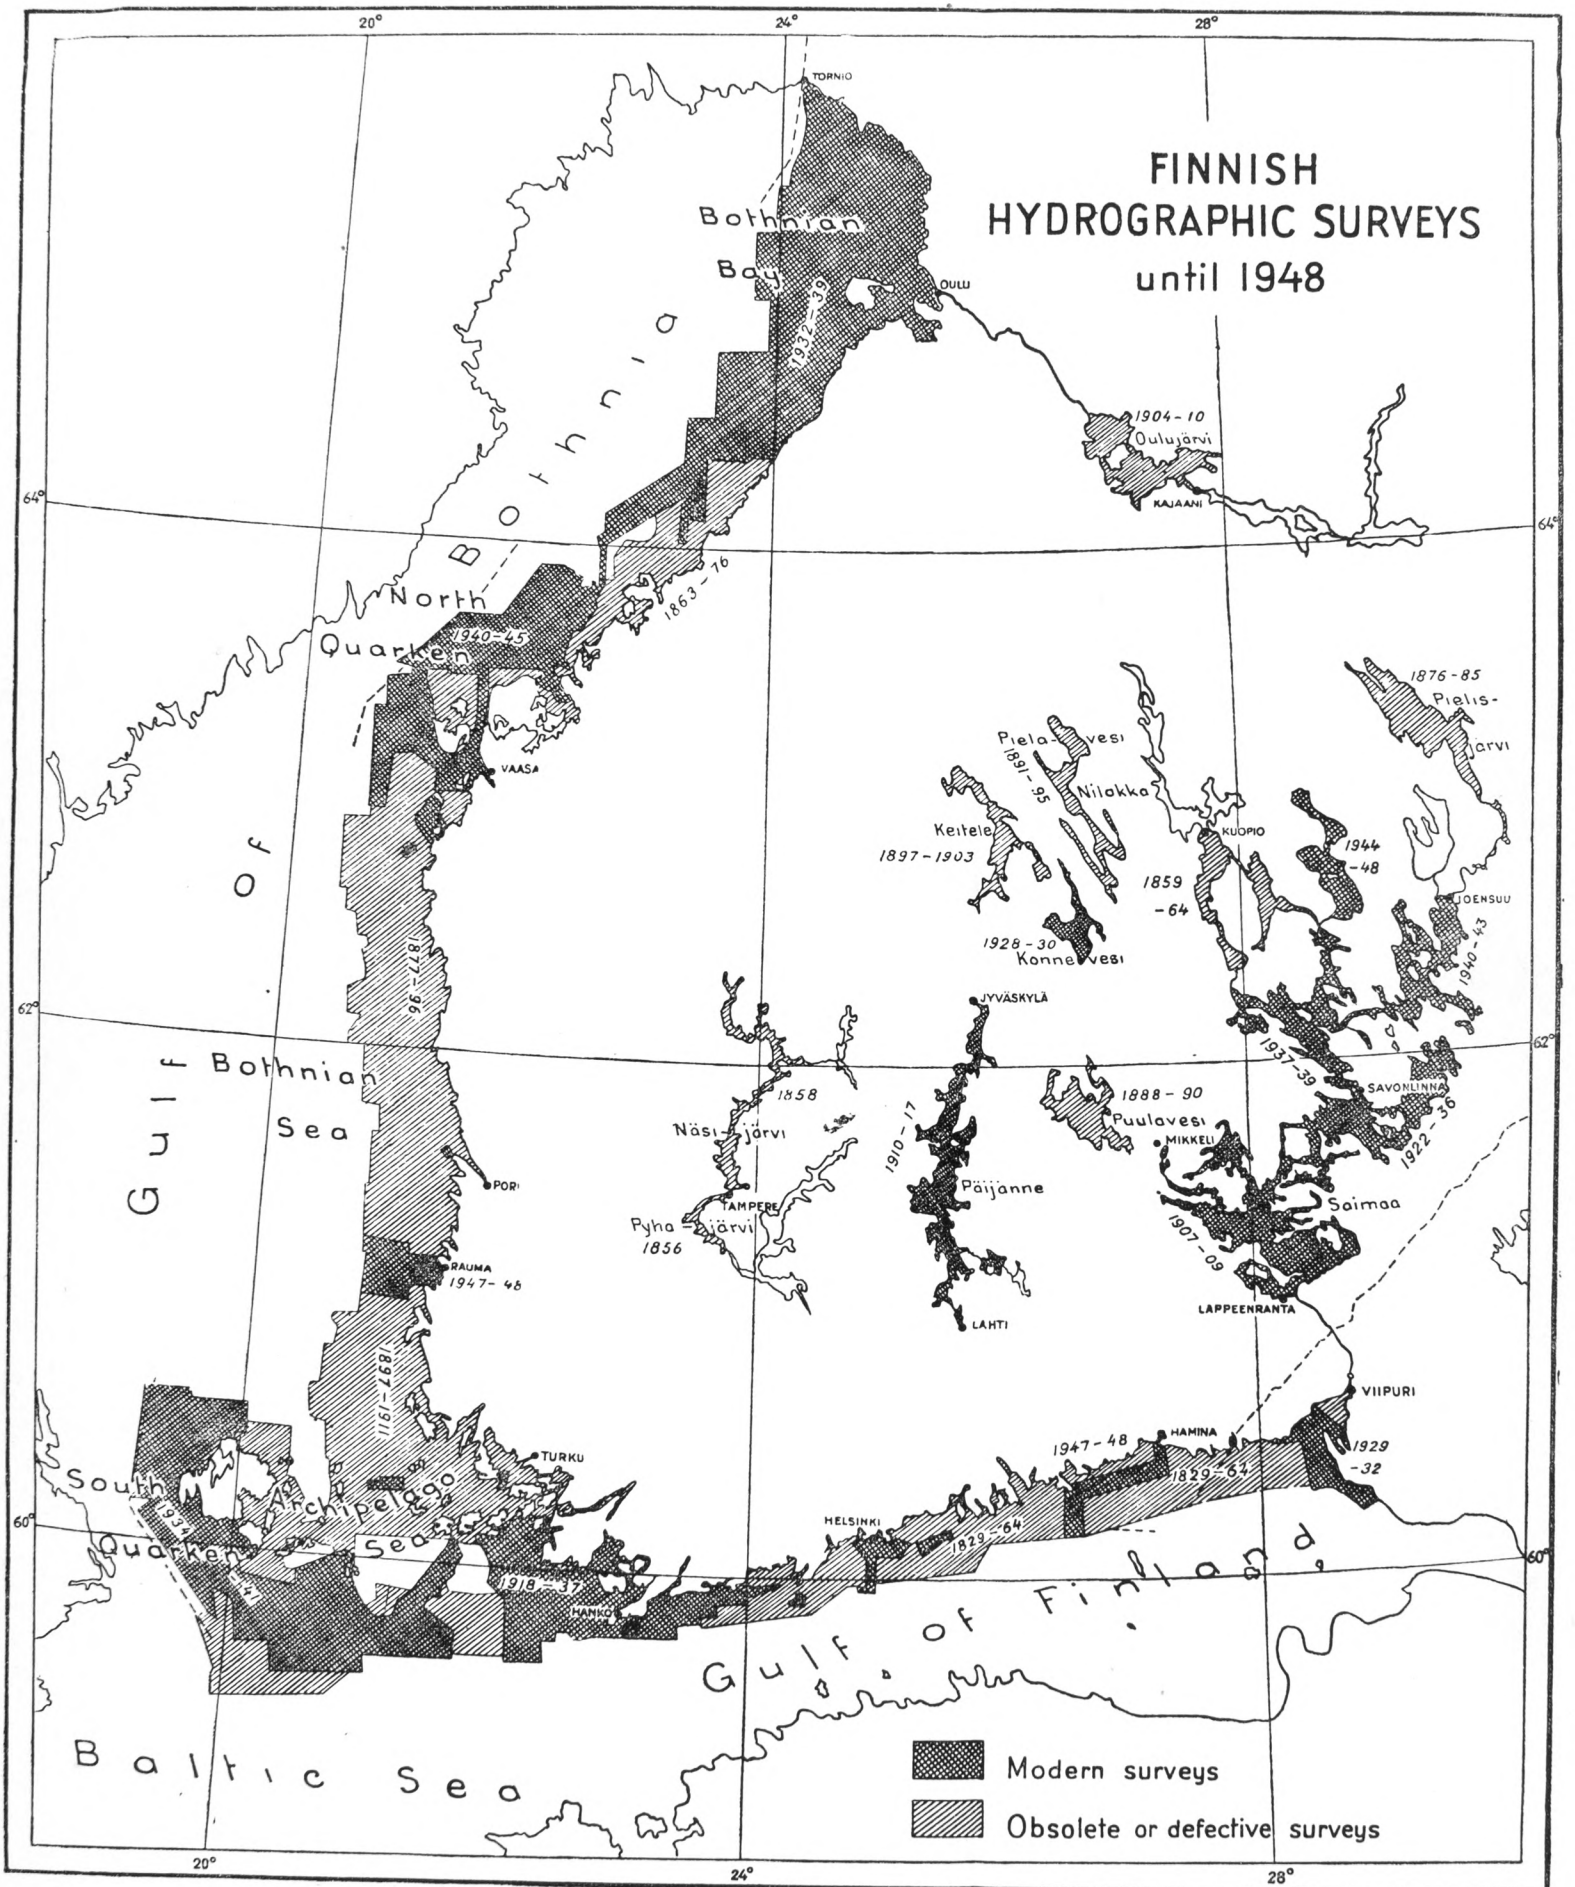 20°
24°
28°
TORNIO
FINNISH
HYDROGRAPHIC SURVEYS
until 1948
Bothnian
Bay
1932-39
OULU
Gulf of Bothnia
1904-10
Oulujärvi
KAJAANI
64°
64°
1863-76
North
Quarken
1940-45
VAASA
1876-85
Pielis-
järvi
Piela-vesi
1891-95
Nilakka
Keitele
1897-1903
KUOPIO
1944
-48
1859
-64
JOENSUU
1940-43
1928-30
Konnevesi
1877-96
JYVÄSKYLÄ
62°
62°
1937-39
Bothnian
Sea
1858
Näsi-järvi
1910-17
1888-90
Puulavesi
SAVONLINNA
1922-36
MIKKELI
PORI
Päijänne
Saimaa
TAMPERE
Pyhä-järvi
1856
1907-09
RAUMA
1947-48
LAPPEENRANTA
LAHTI
1897-1911
VIIPURI
HAMINA
1947-48
1829-64
1929
-32
TURKU
South
Quarken
1934
-47
Archipelago
Sea
HELSINKI
1829-64
60°
60°
1918-37
HANKO
Gulf of Finland
Baltic Sea
Modern surveys
Obsolete or defective surveys
20°
24°
28°